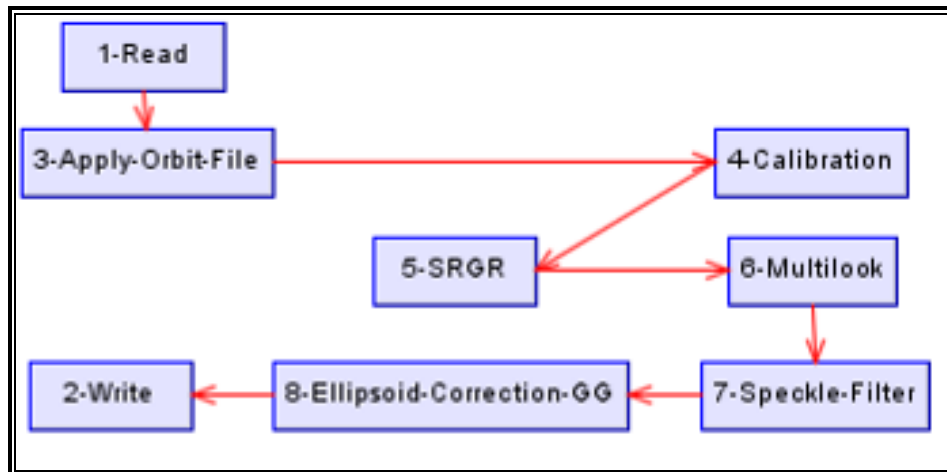 1-Read
3-Apply-Orbit-File
4-Calibration
5-SRGR
6-Multilook
2-Write
8-Ellipsoid-Correction-GG
7-Speckle-Filter